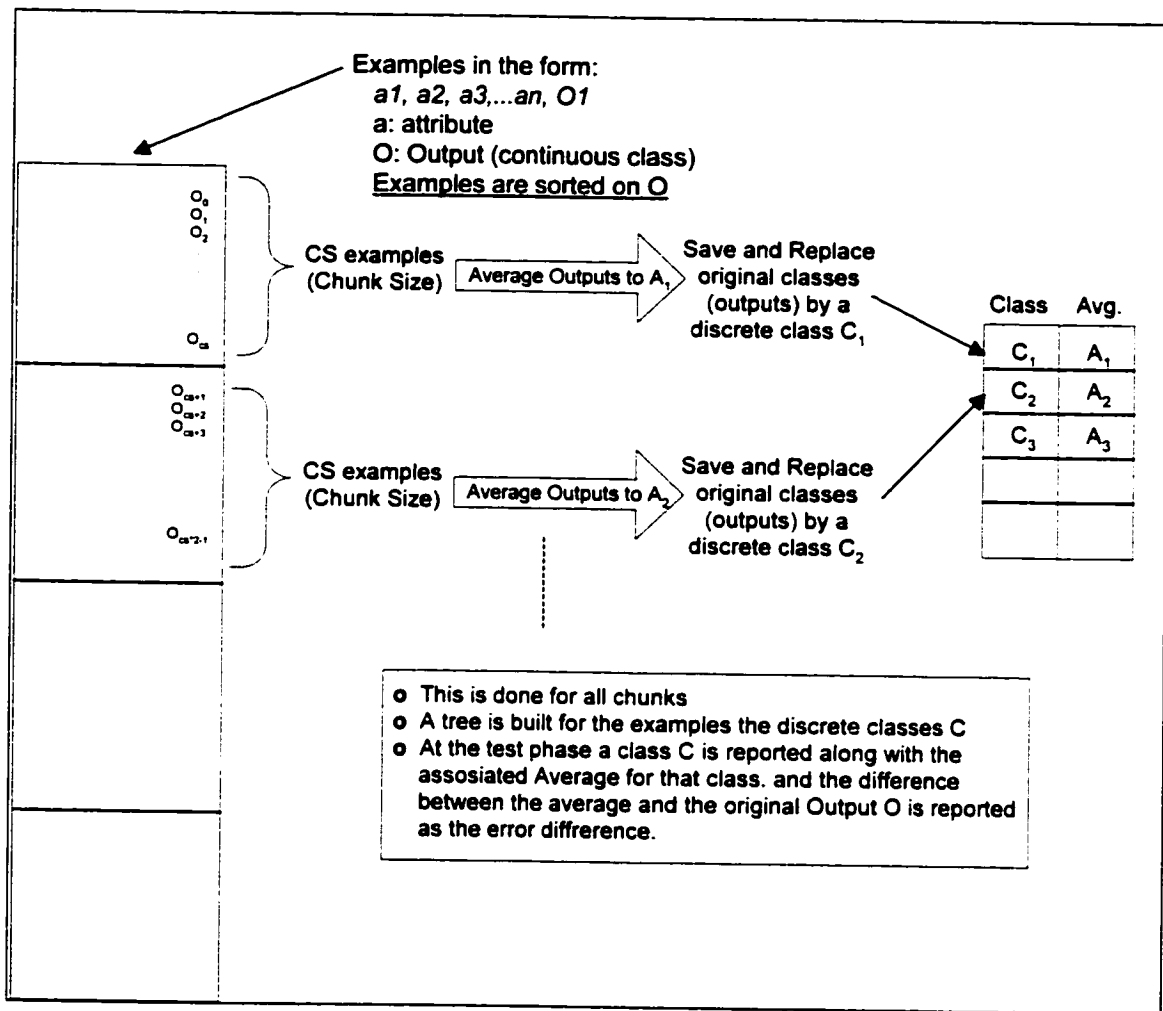 Examples in the form:
a1, a2, a3,...an, O1
a: attribute
O: Output (continuous class)
Examples are sorted on O
O₀
O₁
O₂
O_cs
CS examples
(Chunk Size)
Average Outputs to A₁
Save and Replace
original classes
(outputs) by a
discrete class C₁
Class Avg.
C₁ A₁
C₂ A₂
C₃ A₃
O_cs+1
O_cs+2
O_cs+3
O_cs*2-1
CS examples
(Chunk Size)
Average Outputs to A₂
Save and Replace
original classes
(outputs) by a
discrete class C₂
o This is done for all chunks
o A tree is built for the examples the discrete classes C
o At the test phase a class C is reported along with the
assosiated Average for that class. and the difference
between the average and the original Output O is reported
as the error diffrerence.